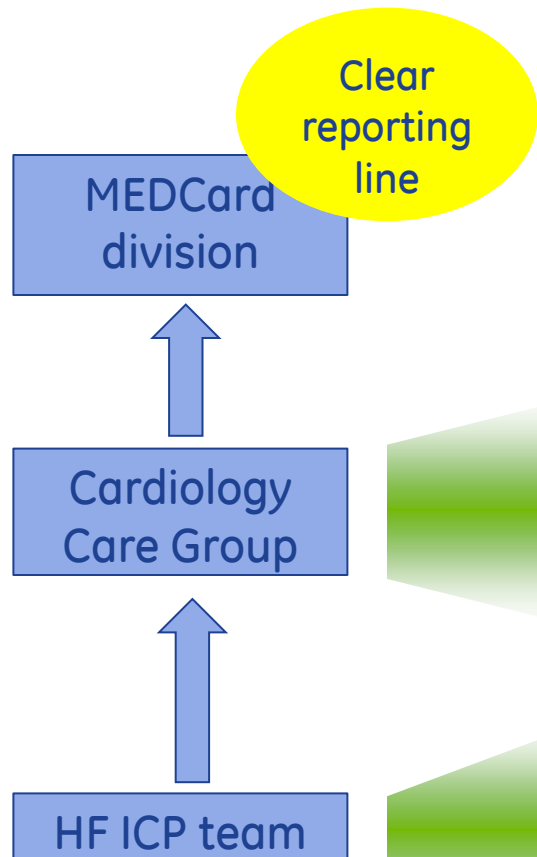 Clear
reporting
line
MEDCard
division
Cardiology
Care Group
HF ICP team